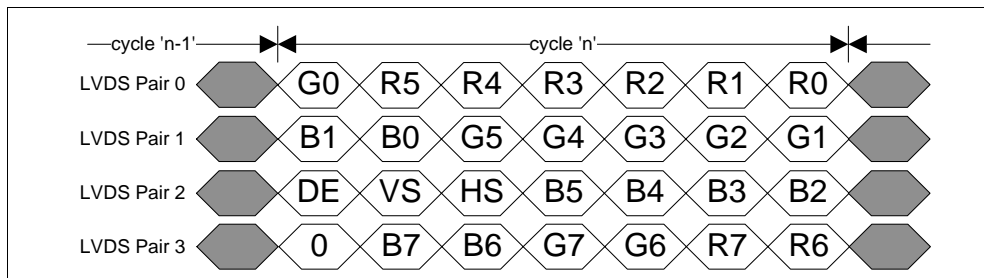 cycle 'n-1' cycle 'n'
LVDS Pair 0 G0 R5 R4 R3 R2 R1 R0
LVDS Pair 1 B1 B0 G5 G4 G3 G2 G1
LVDS Pair 2 DE VS HS B5 B4 B3 B2
LVDS Pair 3 0 B7 B6 G7 G6 R7 R6